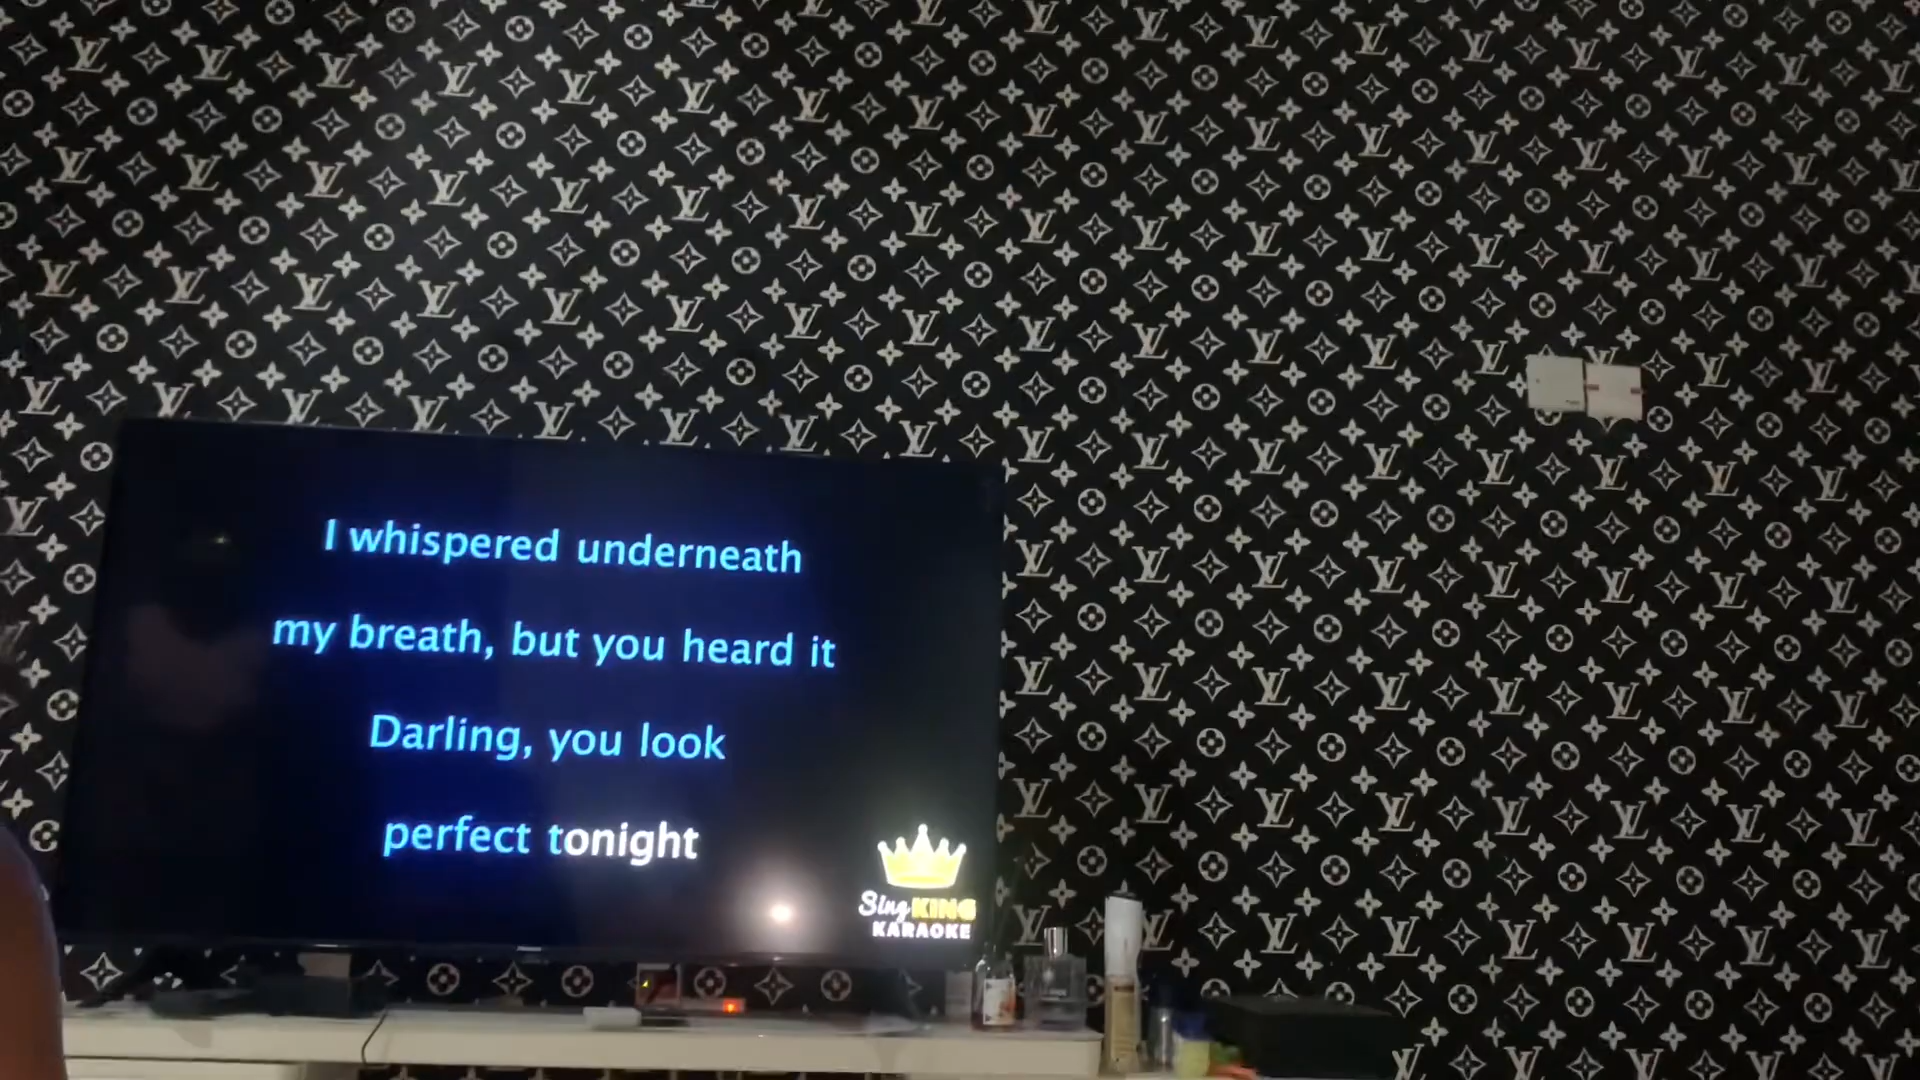 I whispered underneath
my breath, but you heard it
Darling, you look
perfect tonight
Sing KING
KARAOKE